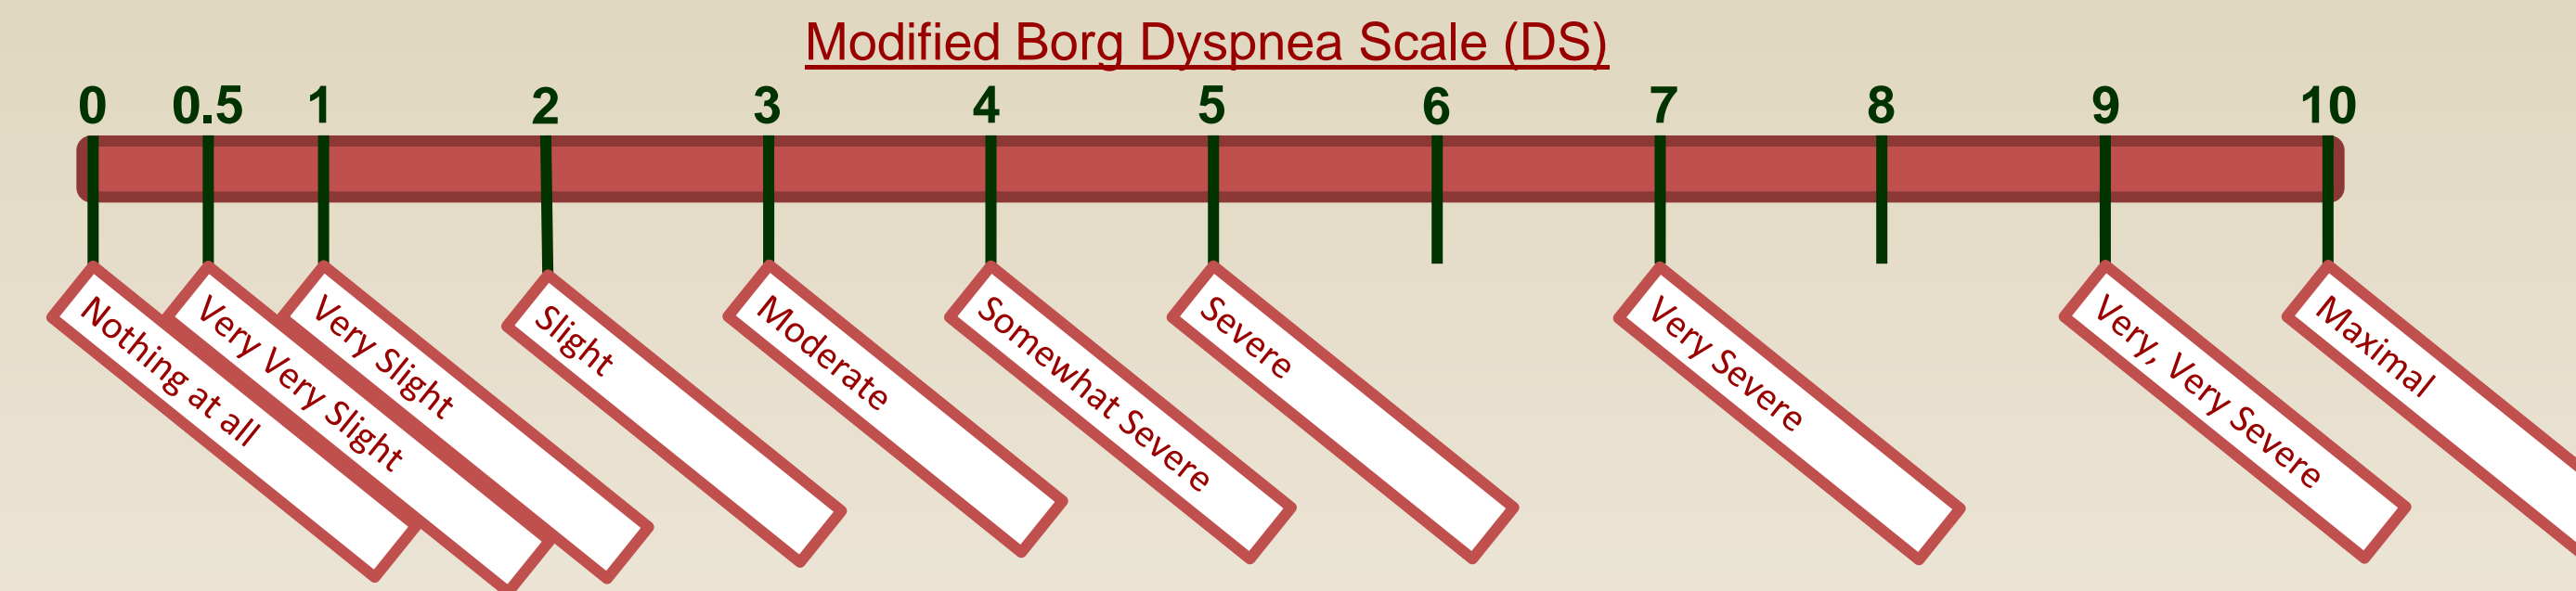 Modified Borg Dyspnea Scale (DS)
0 0.5 1 2 3 4 5 6 7 8 9 10
Nothing at all
Very Very Slight
Very Slight
Slight
Moderate
Somewhat Severe
Severe
Very Severe
Very, Very Severe
Maximal